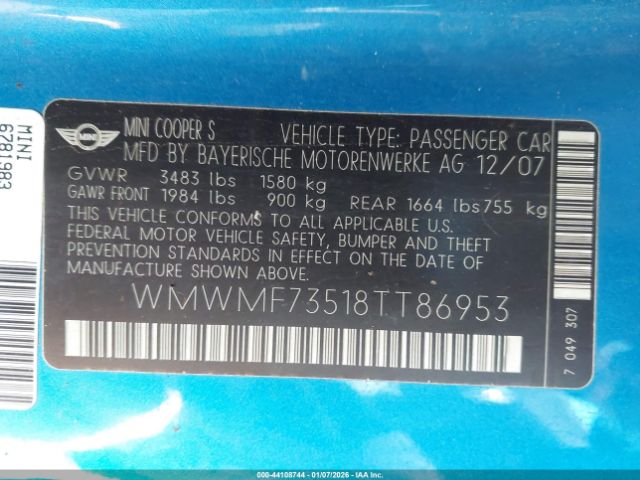 MINI COOPER S VEHICLE TYPE: PASSENGER CAR
MFD BY BAYERISCHE MOTORENWERKE AG 12/07
GVWR 3483 lbs 1580 kg
GAWR FRONT 1984 lbs 900 kg REAR 1664 lbs 755 kg
THIS VEHICLE CONFORMS TO ALL APPLICABLE U.S.
FEDERAL MOTOR VEHICLE SAFETY, BUMPER AND THEFT
PREVENTION STANDARDS IN EFFECT ON THE DATE
OF MANUFACTURE SHOWN ABOVE.
WMWMF73518TT86953
7 049 307
MINI
MINI
6781983
000-44108744 | 01/07/2026 - IAA Inc.